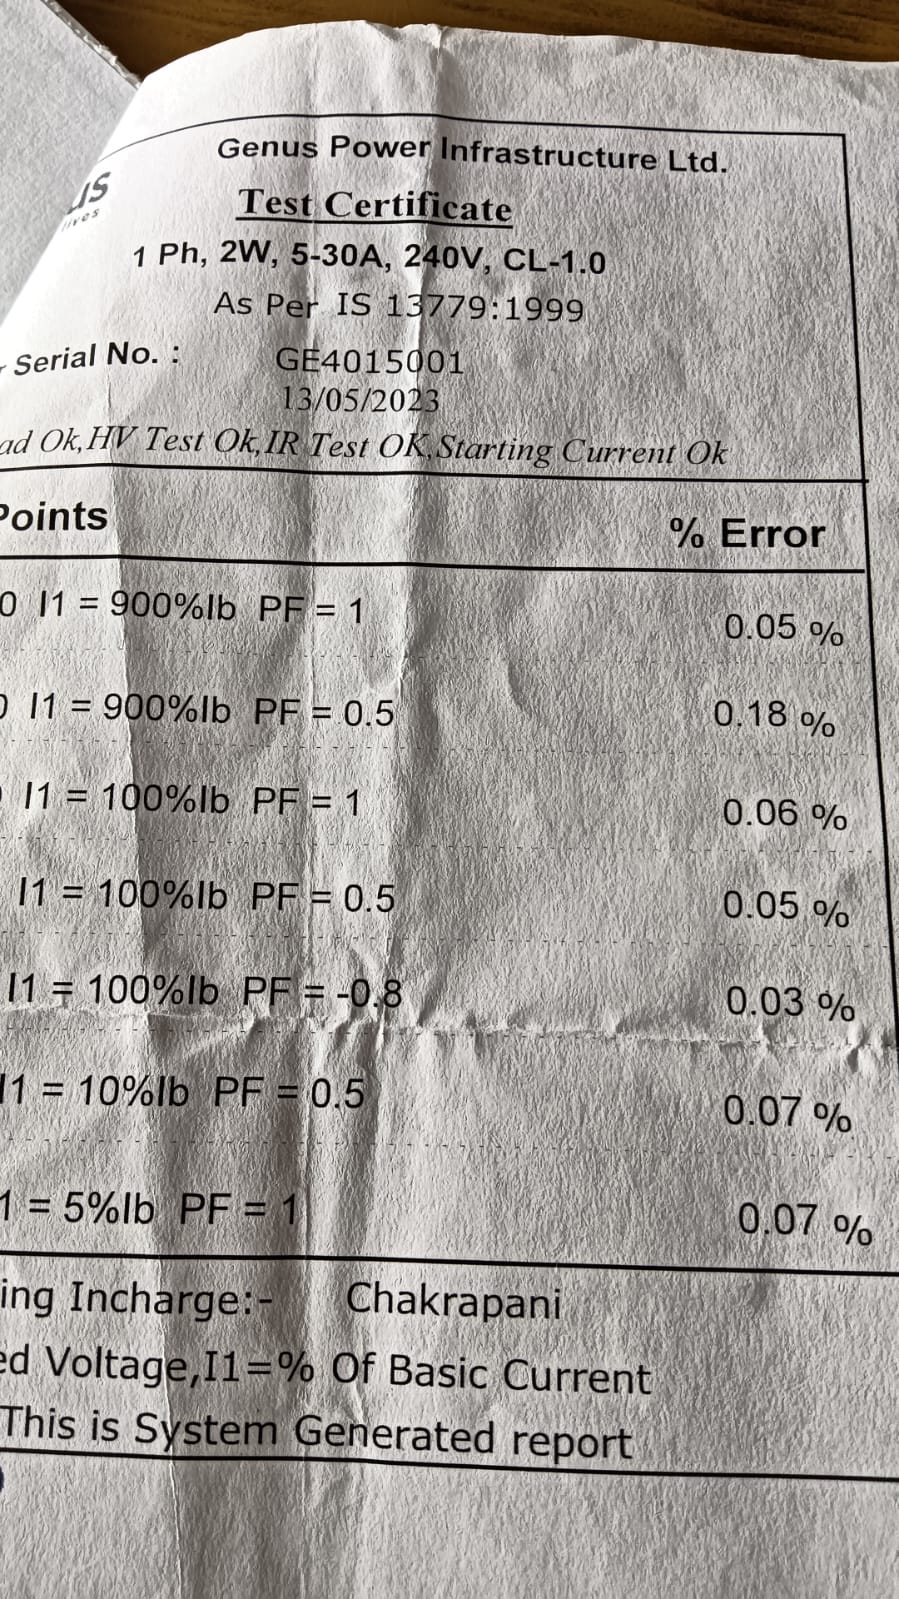 Genus Power Infrastructure Ltd.
Test Certificate
1 Ph, 2W, 5-30A, 240V, CL-1.0
As Per IS 13779:1999
Serial No. : GE4015001
13/05/2023
Ok,HV Test Ok,IR Test OK,Starting Current Ok
Points % Error
I1 = 900%Ib PF = 1 0.05 %
I1 = 900%Ib PF = 0.5 0.18 %
I1 = 100%Ib PF = 1 0.06 %
I1 = 100%Ib PF = 0.5 0.05 %
I1 = 100%Ib PF = -0.8 0.03 %
I1 = 10%Ib PF = 0.5 0.07 %
1 = 5%Ib PF = 1 0.07 %
ing Incharge:- Chakrapani
ed Voltage,I1=% Of Basic Current
This is System Generated report